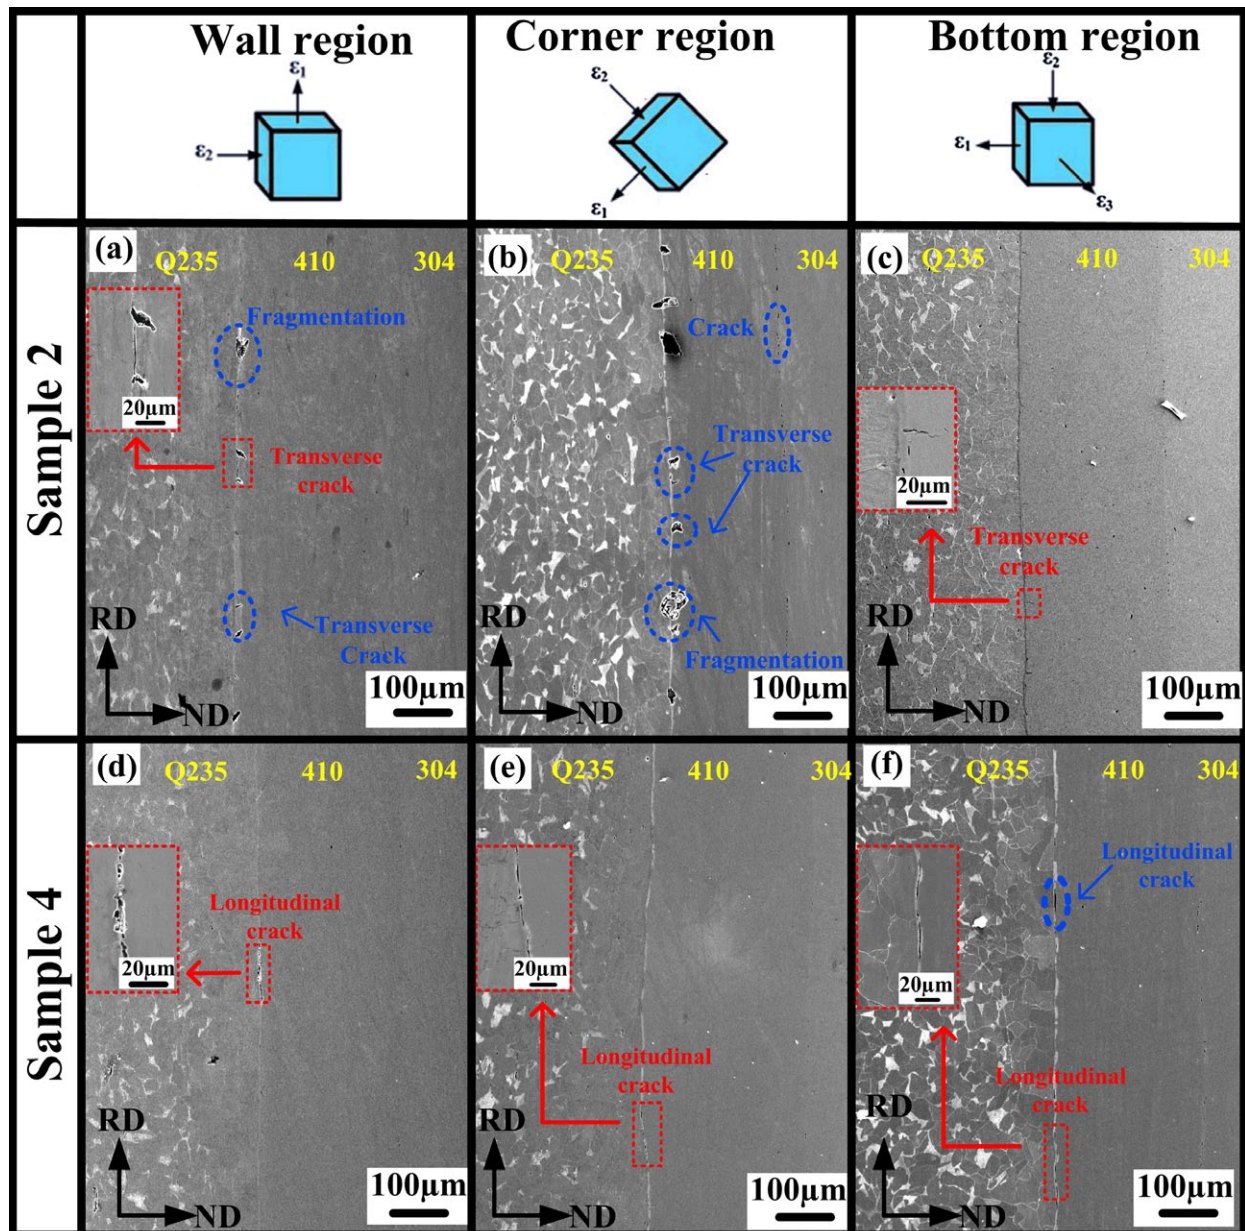 Wall region
Corner region
Bottom region
ε1
ε2
ε2
ε1
ε2
ε1
ε3
Sample 2
(a)
Q235 410 304
Fragmentation
20µm
Transverse
crack
Transverse
Crack
RD
ND
100µm
(b)
Q235 410 304
Crack
Transverse
crack
Fragmentation
RD
ND
100µm
(c)
Q235 410 304
20µm
Transverse
crack
RD
ND
100µm
Sample 4
(d)
Q235 410 304
Longitudinal
crack
20µm
RD
ND
100µm
(e)
Q235 410 304
20µm
Longitudinal
crack
RD
ND
100µm
(f)
Q235 410 304
Longitudinal
crack
20µm
Longitudinal
crack
RD
ND
100µm